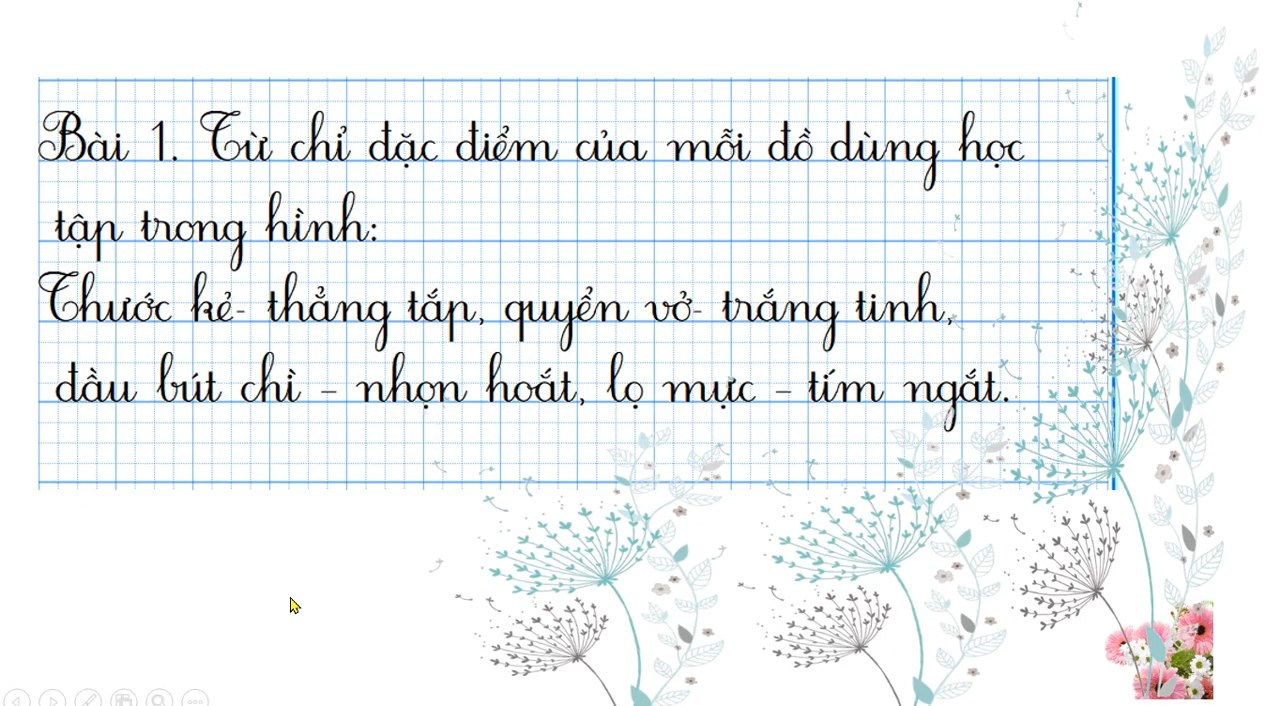 Bài 1. Từ chỉ đặc điểm của mỗi đồ dùng học
tập trong hình:
Thước kẻ- thẳng tắp, quyển vở- trắng tinh,
đầu bút chì – nhọn hoắt, lọ mực – tím ngắt.